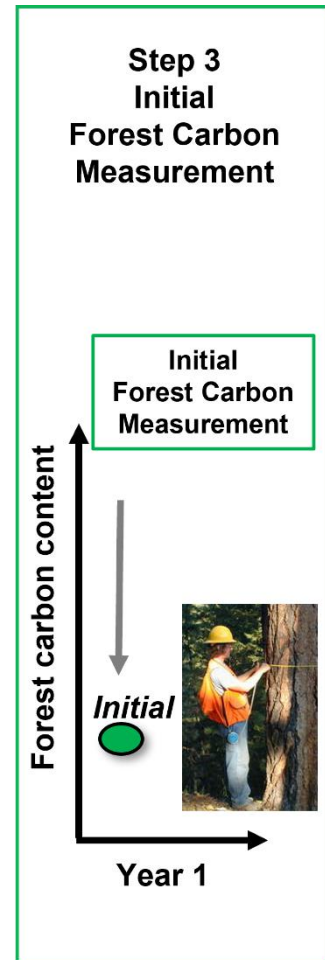 Step 3
Initial
Forest Carbon
Measurement
Initial
Forest Carbon
Measurement
Forest carbon content
Initial
Year 1